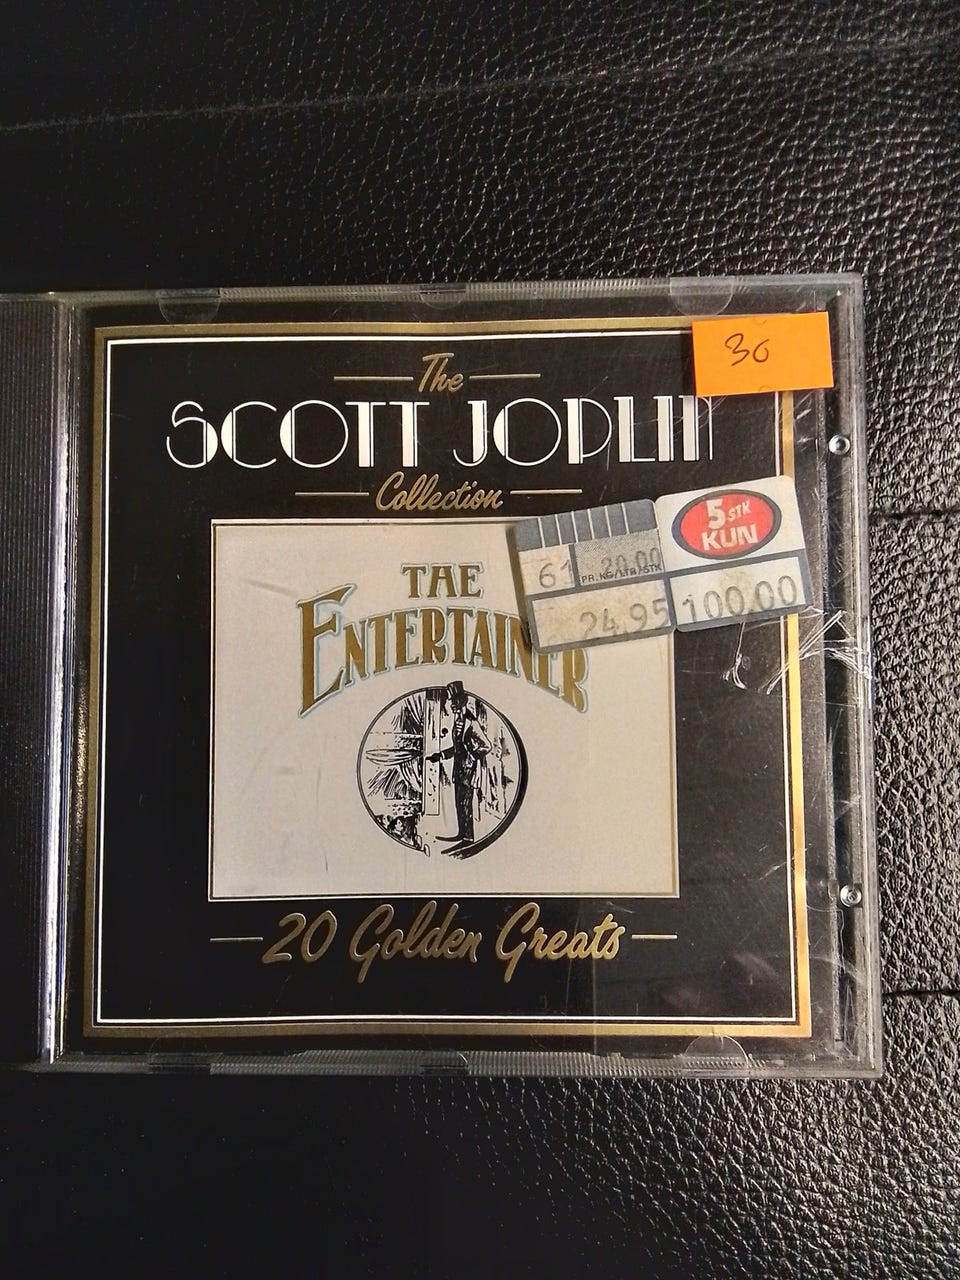 30
The
SCOTT JOPLIN
Collection
5 STK
KUN
61 20.00
PR. KG/LTR/STK
24.95 100.00
THE
ENTERTAINER
20 Golden Greats